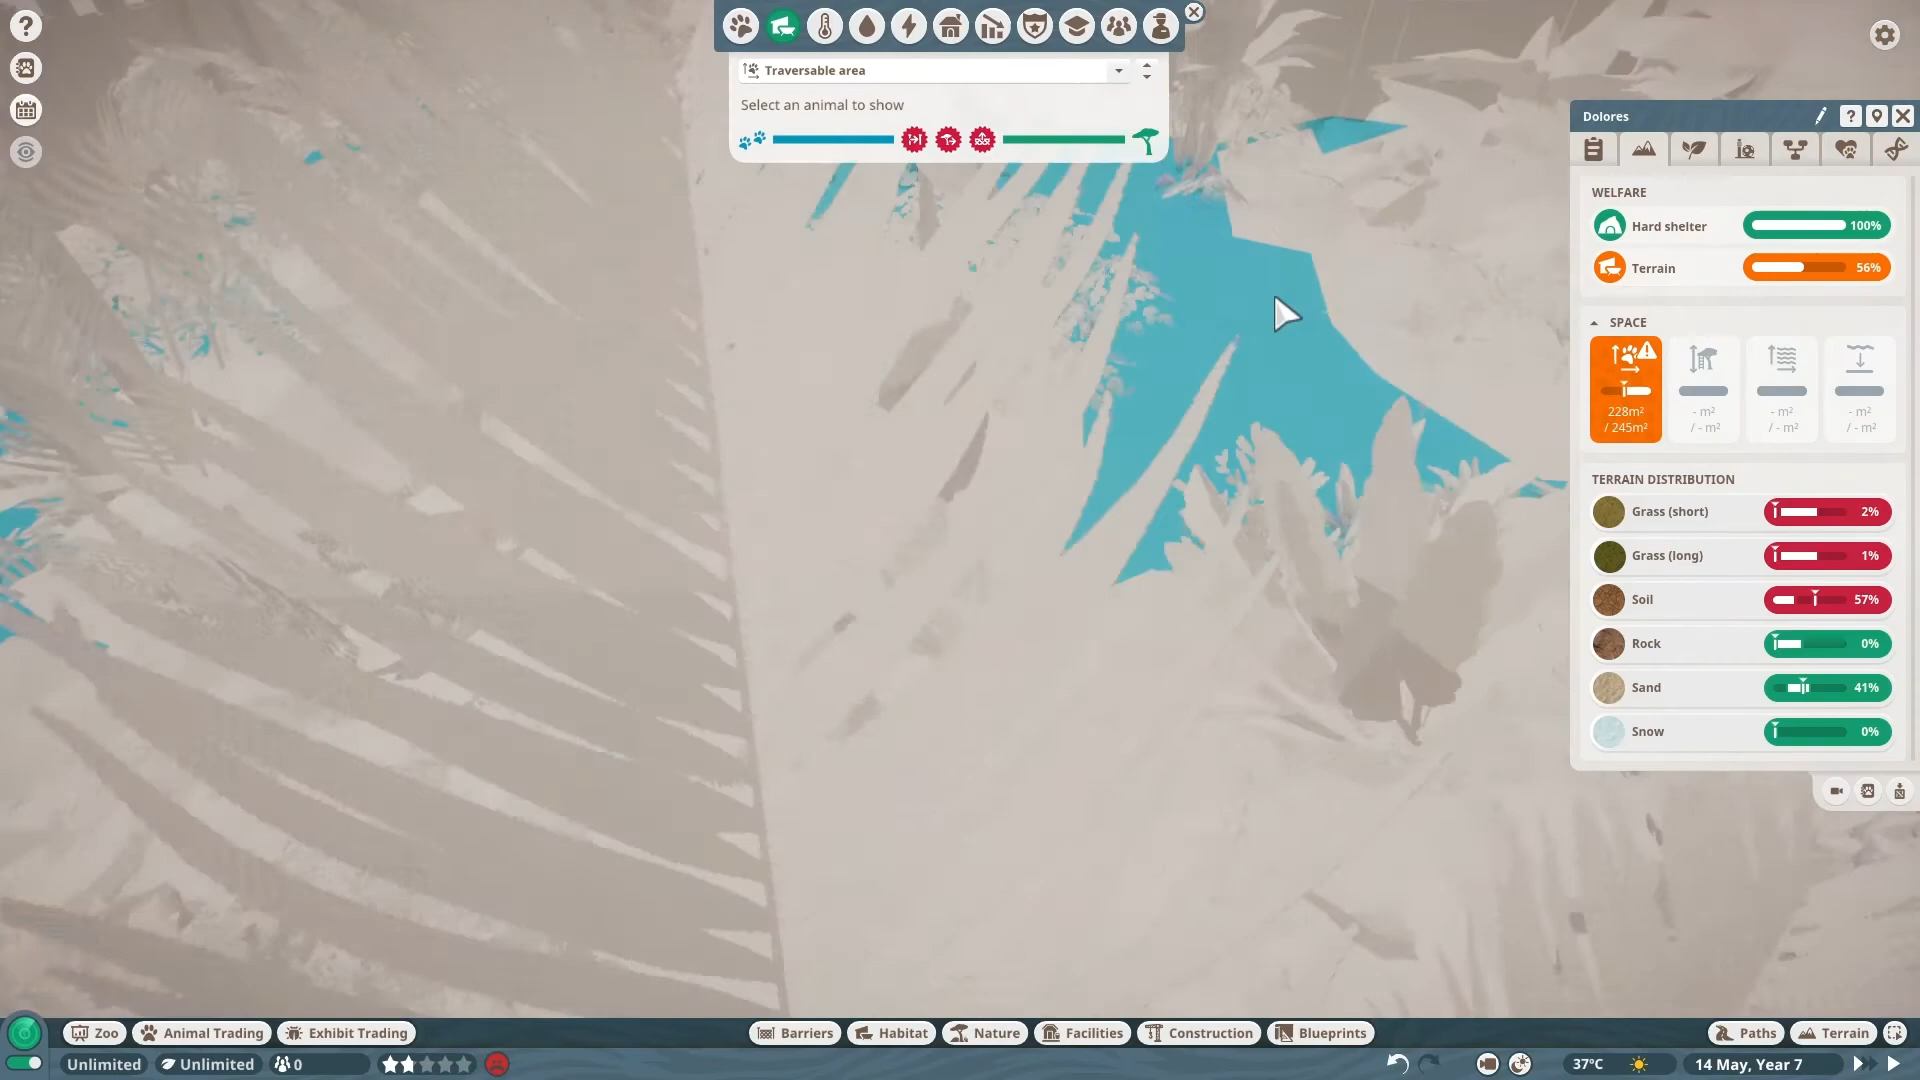 Traversable area
Select an animal to show
Dolores
?
?
WELFARE
Hard shelter 100%
Terrain 56%
SPACE
228m² / 245m²
- m² / - m²
- m² / - m²
- m² / - m²
TERRAIN DISTRIBUTION
Grass (short) 2%
Grass (long) 1%
Soil 57%
Rock 0%
Sand 41%
Snow 0%
Zoo
Animal Trading
Exhibit Trading
Barriers
Habitat
Nature
Facilities
Construction
Blueprints
Paths
Terrain
Unlimited
Unlimited
0
37°C
14 May, Year 7